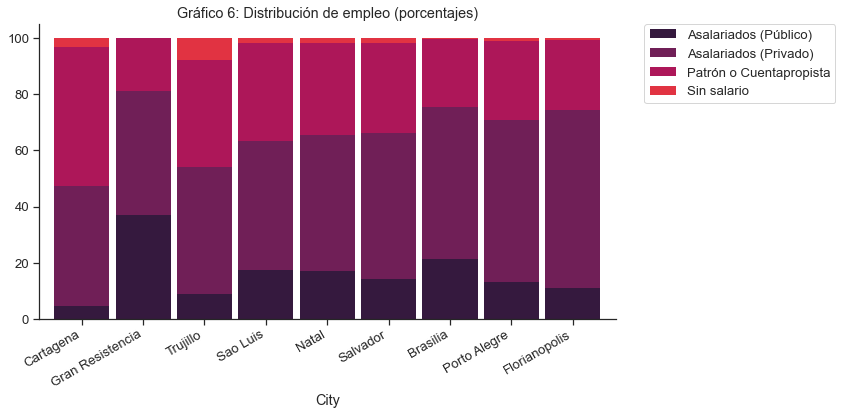 Gráfico 6: Distribución de empleo (porcentajes)
100
80
60
40
20
0
Cartagena
Gran Resistencia
Trujillo
Sao Luis
Natal
Salvador
Brasilia
Porto Alegre
Florianopolis
City
Asalariados (Público)
Asalariados (Privado)
Patrón o Cuentapropista
Sin salario